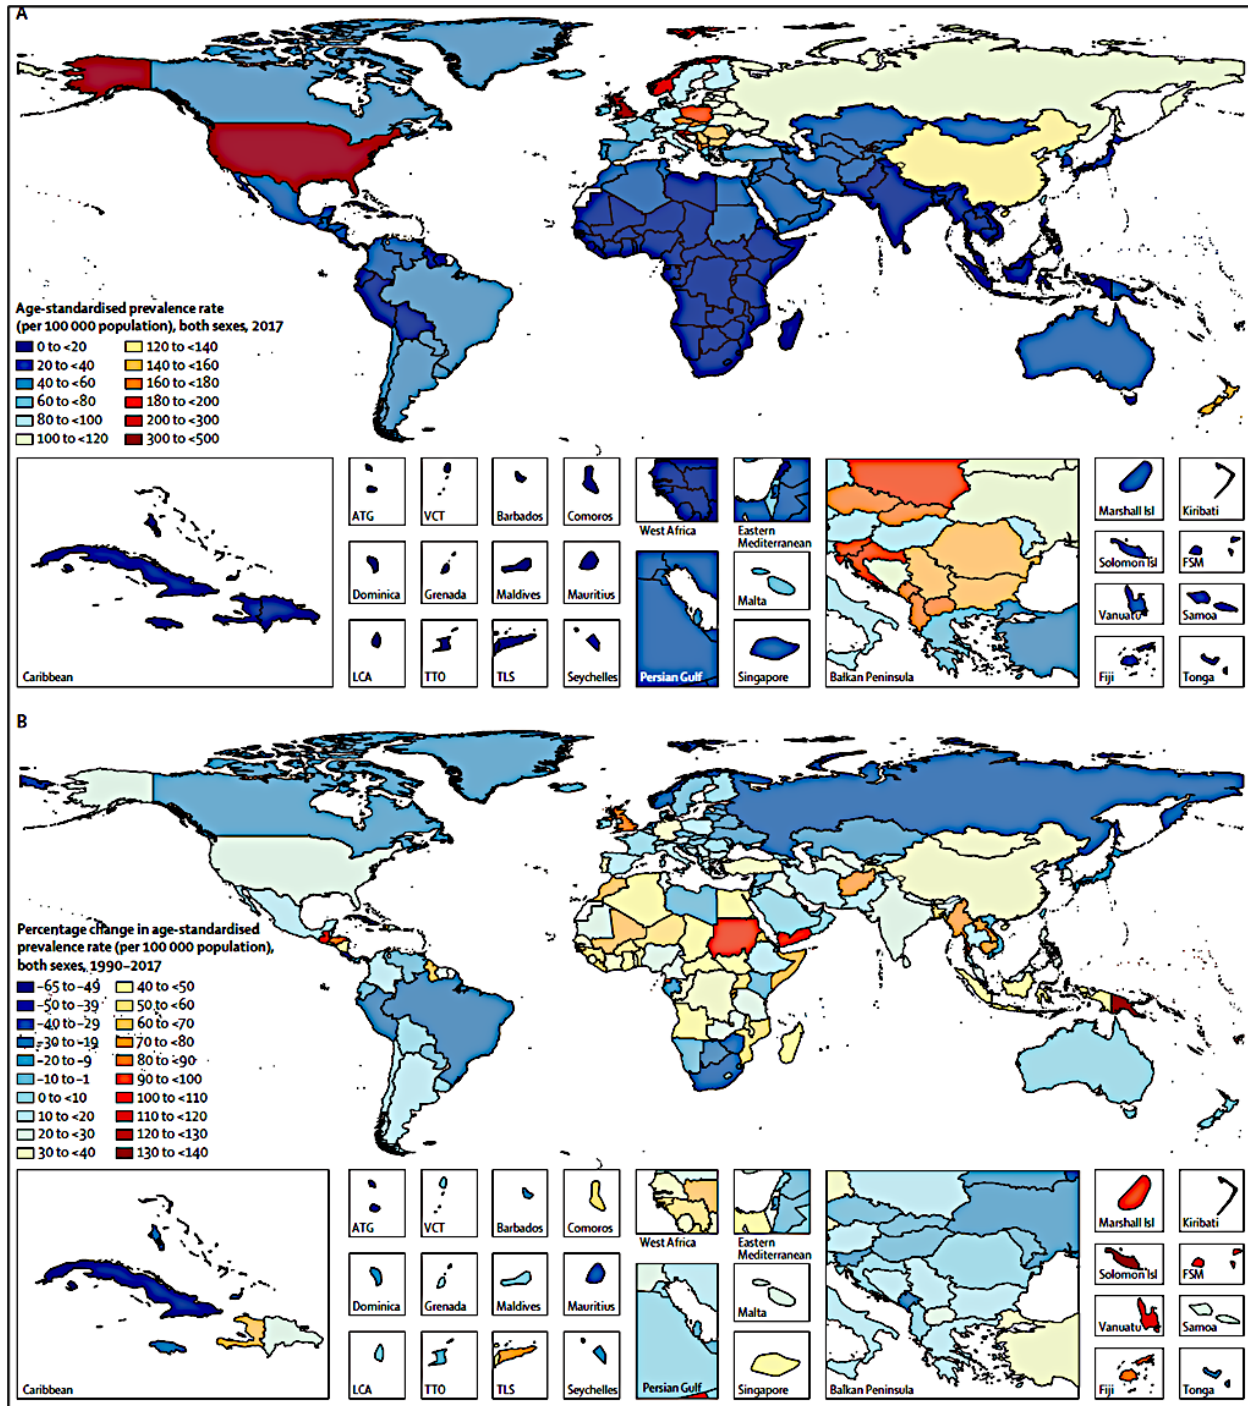 A
Age-standardised prevalence rate
(per 100 000 population), both sexes, 2017
0 to <20
20 to <40
40 to <60
60 to <80
80 to <100
100 to <120
120 to <140
140 to <160
160 to <180
180 to <200
200 to <300
300 to <500
Caribbean
ATG
VCT
Barbados
Comoros
Dominica
Grenada
Maldives
Mauritius
LCA
TTO
TLS
Seychelles
West Africa
Eastern
Mediterranean
Persian Gulf
Malta
Singapore
Balkan Peninsula
Marshall Isl
Kiribati
Solomon Isl
FSM
Vanuatu
Samoa
Fiji
Tonga
B
Percentage change in age-standardised
prevalence rate (per 100 000 population),
both sexes, 1990–2017
–65 to –49
–50 to –39
–40 to –29
–30 to –19
–20 to –9
–10 to –1
0 to <10
10 to <20
20 to <30
30 to <40
40 to <50
50 to <60
60 to <70
70 to <80
80 to <90
90 to <100
100 to <110
110 to <120
120 to <130
130 to <140
Caribbean
ATG
VCT
Barbados
Comoros
Dominica
Grenada
Maldives
Mauritius
LCA
TTO
TLS
Seychelles
West Africa
Eastern
Mediterranean
Persian Gulf
Malta
Singapore
Balkan Peninsula
Marshall Isl
Kiribati
Solomon Isl
FSM
Vanuatu
Samoa
Fiji
Tonga